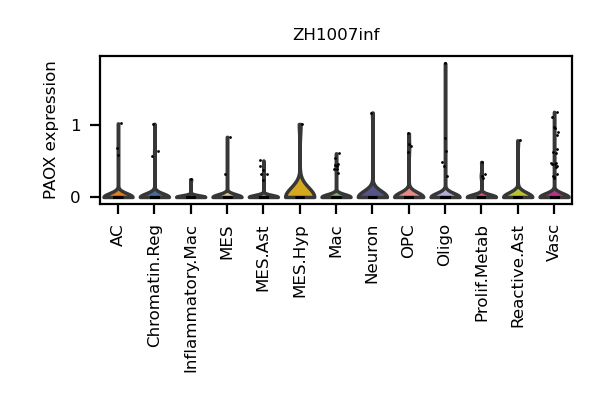 ZH1007inf
PAOX expression
1
0
AC
Chromatin.Reg
Inflammatory.Mac
MES
MES.Ast
MES.Hyp
Mac
Neuron
OPC
Oligo
Prolif.Metab
Reactive.Ast
Vasc